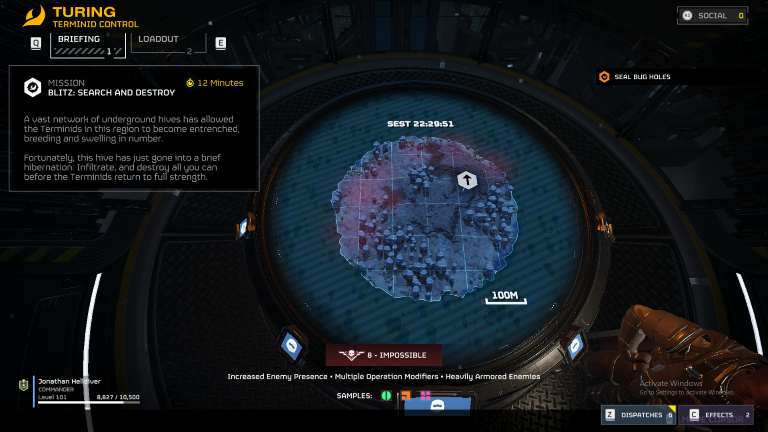 TURING
TERMINID CONTROL
SOCIAL 0
Q
BRIEFING
1
LOADOUT
2
E
MISSION
12 Minutes
BLITZ: SEARCH AND DESTROY
A vast network of underground hives has allowed
the Terminids in this region to become entrenched,
breeding and swelling in number.
Fortunately, this hive has just gone into a brief
hibernation. Infiltrate, and destroy all you can
before the Terminids return to full strength.
SEAL BUG HOLES
SEST 22:29:51
100M
8 - IMPOSSIBLE
Increased Enemy Presence • Multiple Operation Modifiers • Heavily Armored Enemies
SAMPLES:
Jonathan Helldiver
COMMANDER
Level 101
8,827 / 10,500
Activate Windows
Go to Settings to activate Windows.
Z DISPATCHES 6
C EFFECTS 2
CURSOR